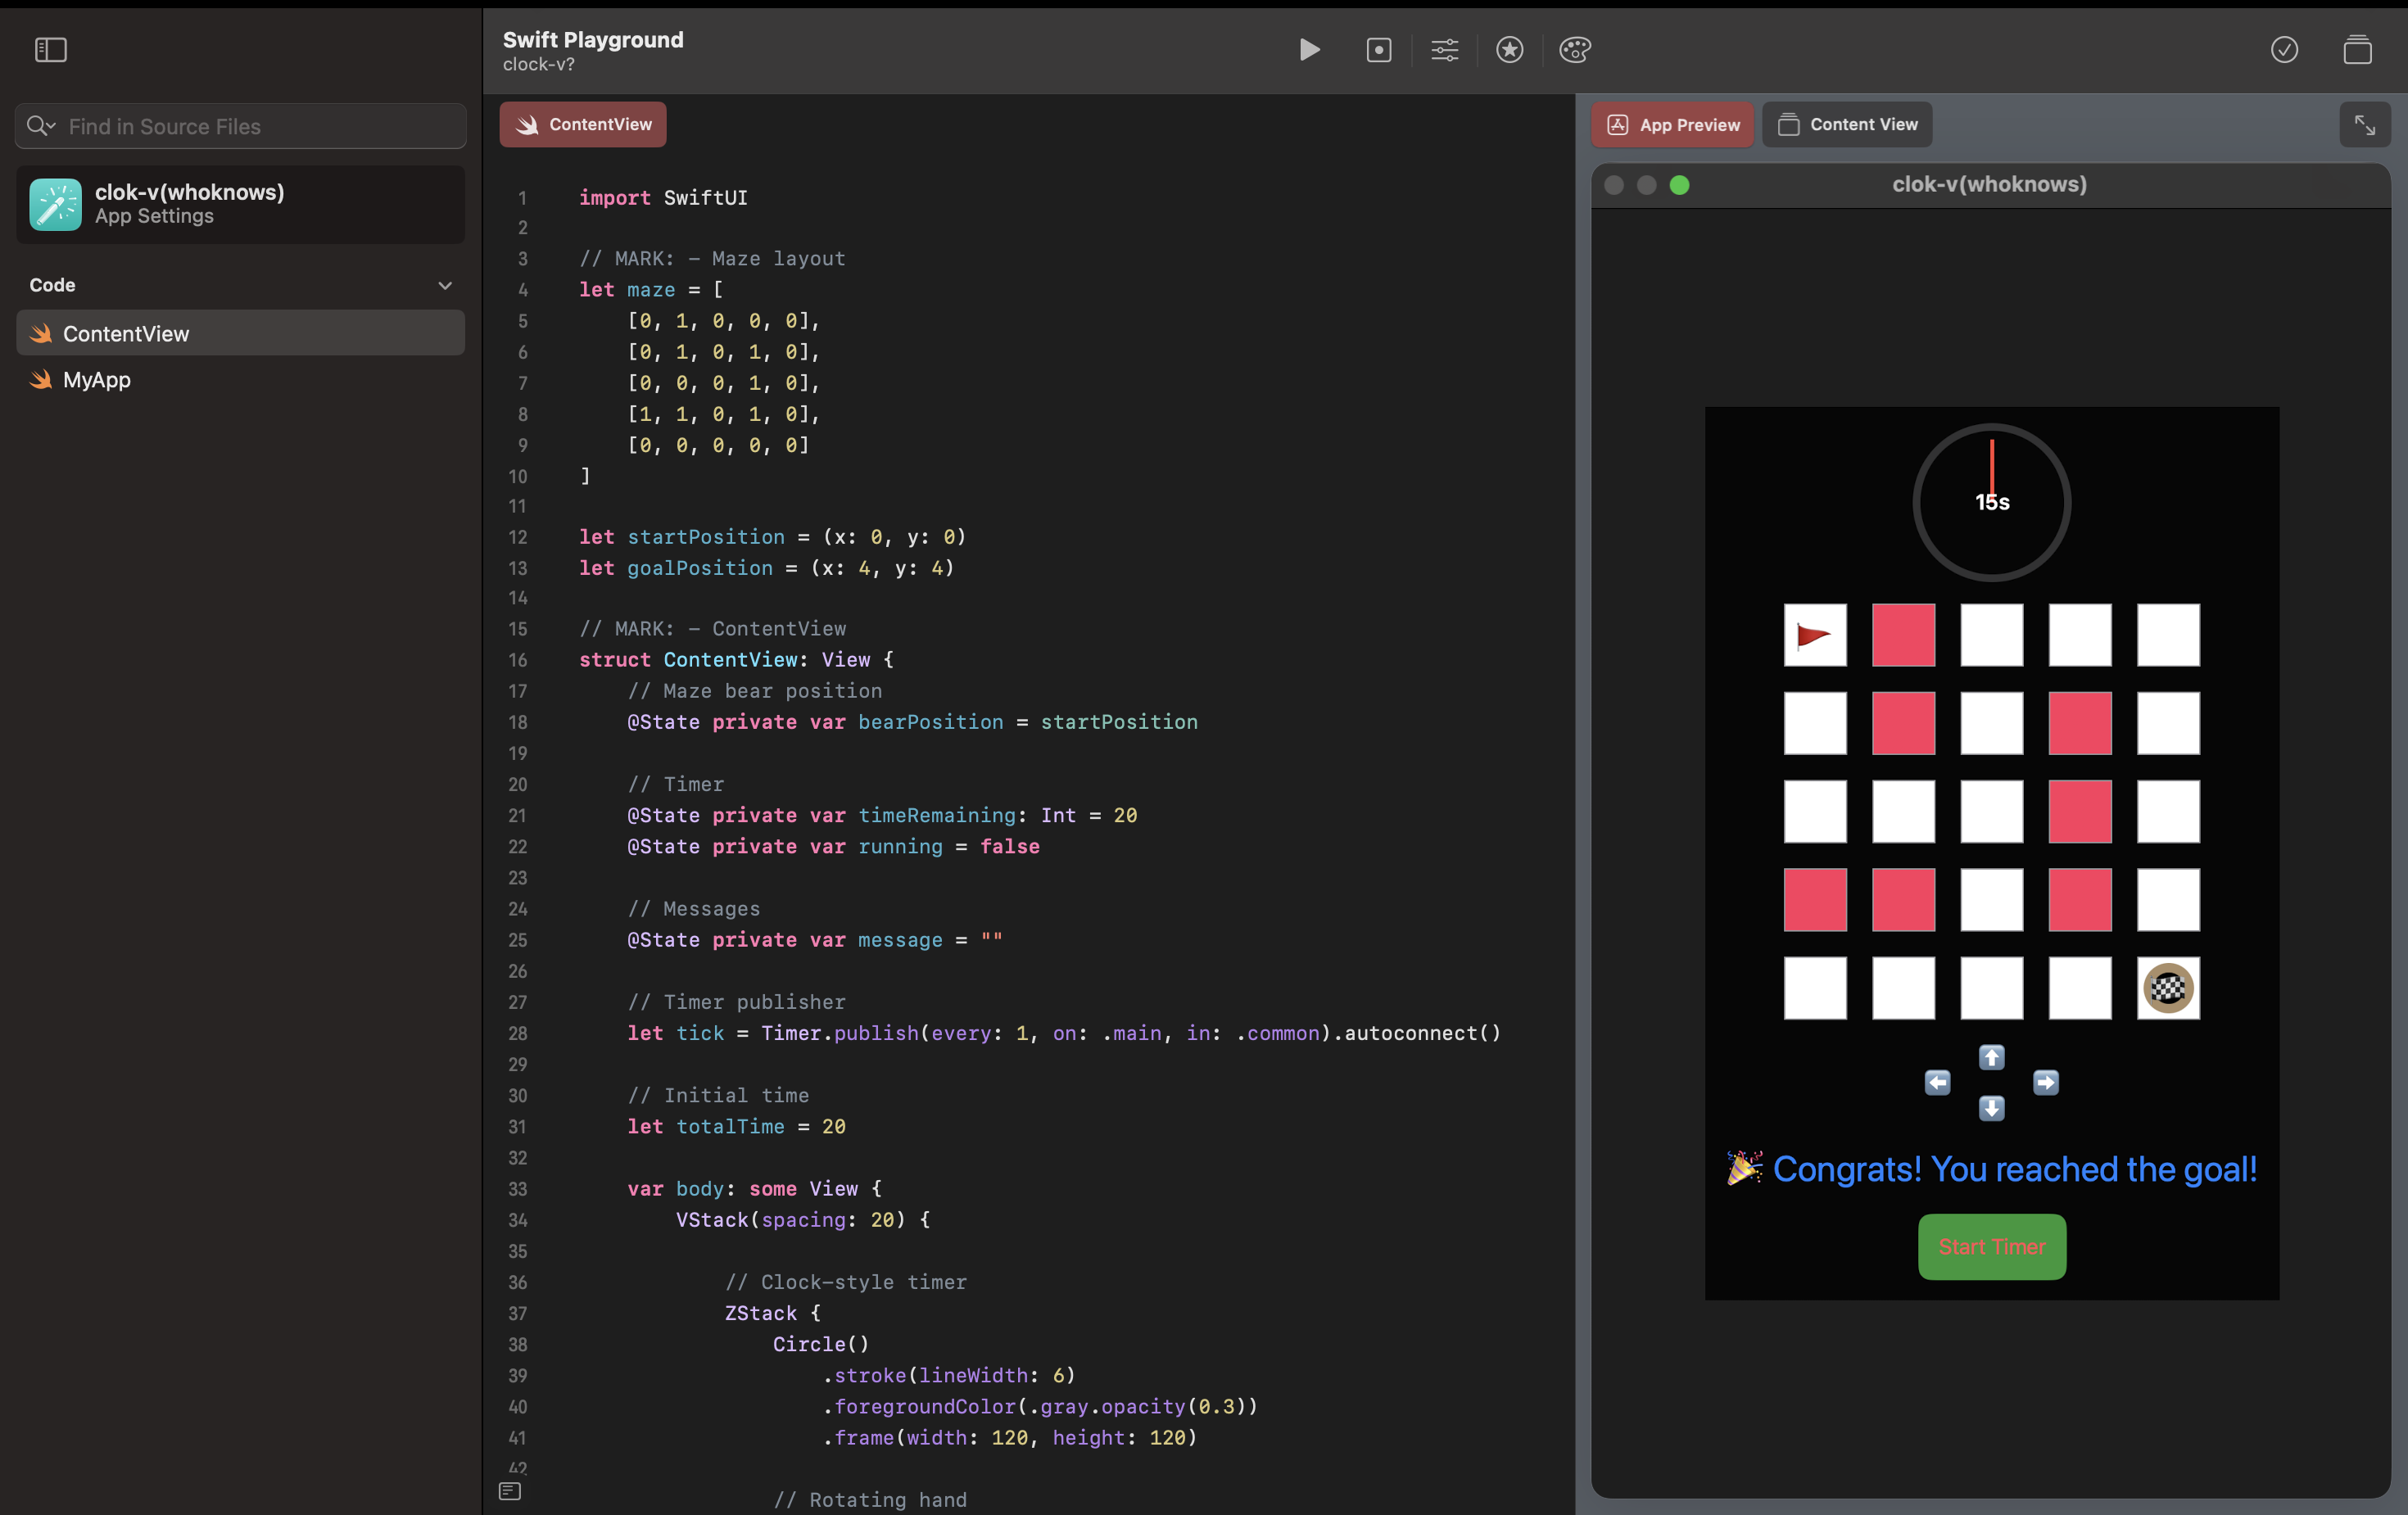 Swift Playground
clock-v?
Find in Source Files
clok-v(whoknows)
App Settings
Code
ContentView
MyApp
ContentView
1 import SwiftUI
2
3 // MARK: - Maze layout
4 let maze = [
5 [0, 1, 0, 0, 0],
6 [0, 1, 0, 1, 0],
7 [0, 0, 0, 1, 0],
8 [1, 1, 0, 1, 0],
9 [0, 0, 0, 0, 0]
10 ]
11
12 let startPosition = (x: 0, y: 0)
13 let goalPosition = (x: 4, y: 4)
14
15 // MARK: - ContentView
16 struct ContentView: View {
17 // Maze bear position
18 @State private var bearPosition = startPosition
19
20 // Timer
21 @State private var timeRemaining: Int = 20
22 @State private var running = false
23
24 // Messages
25 @State private var message = ""
26
27 // Timer publisher
28 let tick = Timer.publish(every: 1, on: .main, in: .common).autoconnect()
29
30 // Initial time
31 let totalTime = 20
32
33 var body: some View {
34 VStack(spacing: 20) {
35
36 // Clock-style timer
37 ZStack {
38 Circle()
39 .stroke(lineWidth: 6)
40 .foregroundColor(.gray.opacity(0.3))
41 .frame(width: 120, height: 120)
42
// Rotating hand
App Preview
Content View
clok-v(whoknows)
15s
🎉 Congrats! You reached the goal!
Start Timer